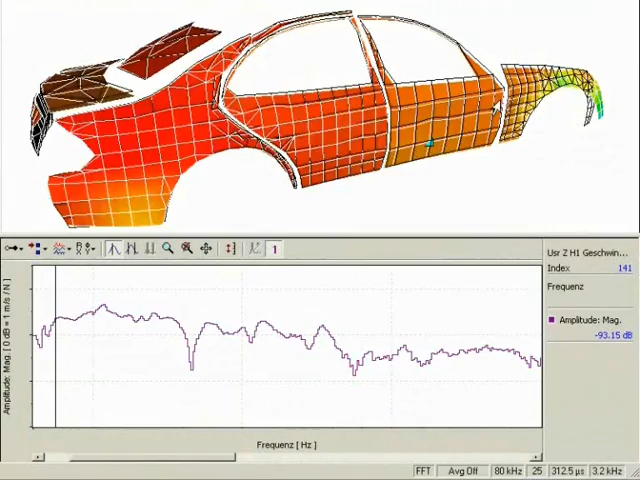 Usr Z H1 Geschwin...
Index 141
Frequenz
Amplitude: Mag.
-93.15 dB
1
Amplitude: Mag. [ 0 dB = 1 m/s / N ]
Frequenz [ Hz ]
FFT Avg Off 80 kHz 25 312.5 µs 3.2 kHz